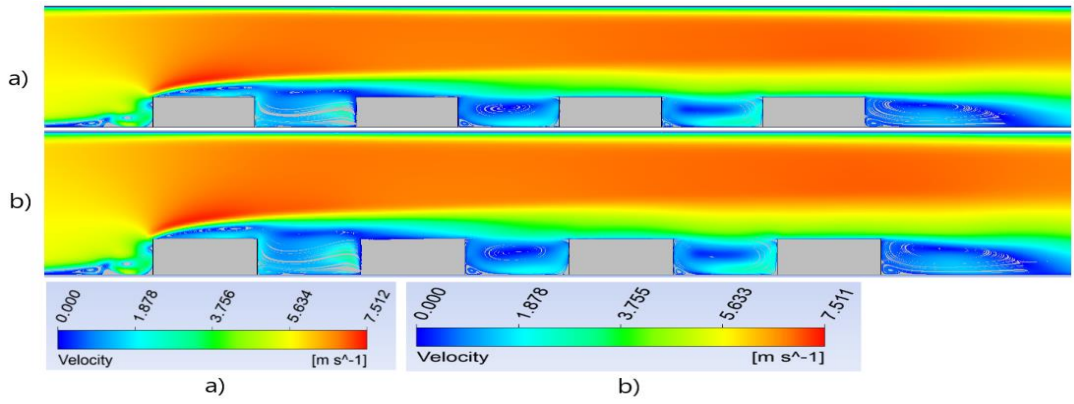 a)
b)
0.000 1.878 3.756 5.634 7.512
Velocity [m s^-1]
a)
0.000 1.878 3.755 5.633 7.511
Velocity [m s^-1]
b)